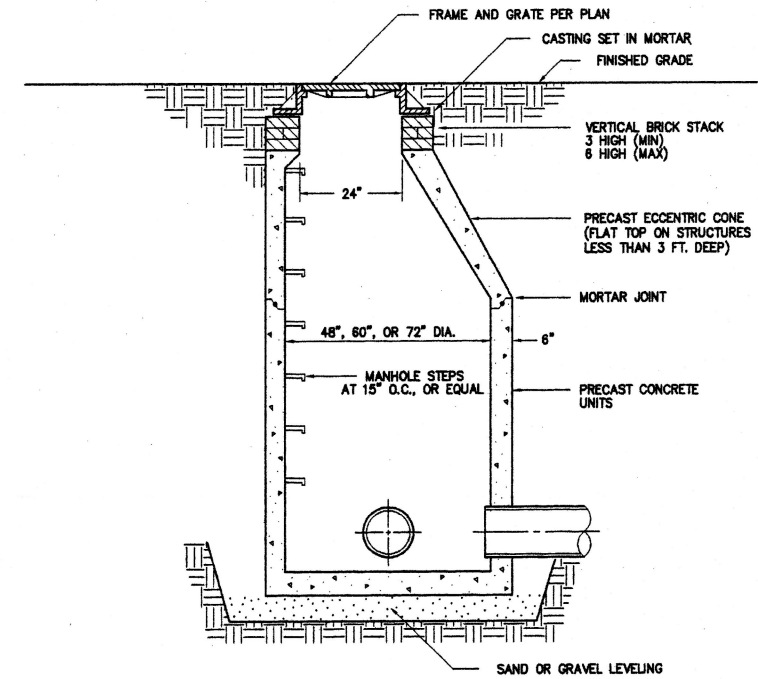 FRAME AND GRATE PER PLAN
CASTING SET IN MORTAR
FINISHED GRADE
VERTICAL BRICK STACK
3 HIGH (MIN)
6 HIGH (MAX)
24"
PRECAST ECCENTRIC CONE
(FLAT TOP ON STRUCTURES
LESS THAN 3 FT. DEEP)
MORTAR JOINT
48", 60", OR 72" DIA.
6"
MANHOLE STEPS
AT 15" O.C., OR EQUAL
PRECAST CONCRETE
UNITS
SAND OR GRAVEL LEVELING